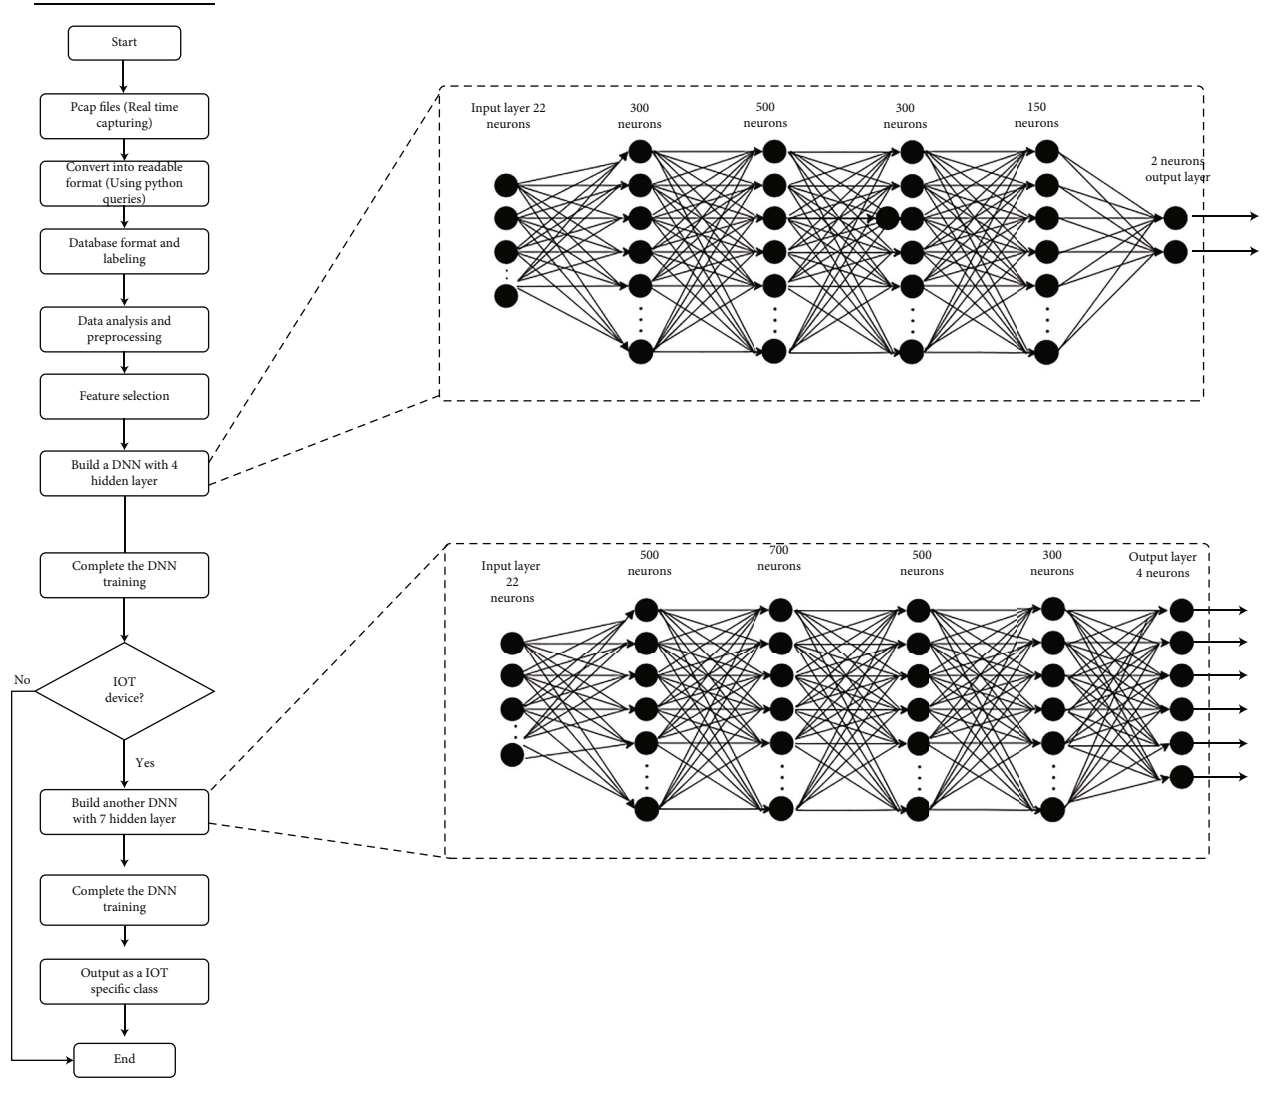 Start
Pcap files (Real time
capturing)
Convert into readable
format (Using python
queries)
Database format and
labeling
Data analysis and
preprocessing
Feature selection
Build a DNN with 4
hidden layer
Complete the DNN
training
IOT
device?
No
Yes
Build another DNN
with 7 hidden layer
Complete the DNN
training
Output as a IOT
specific class
End
Input layer 22
neurons
300
neurons
500
neurons
300
neurons
150
neurons
2 neurons
output layer
Input layer
22
neurons
500
neurons
700
neurons
500
neurons
300
neurons
Output layer
4 neurons